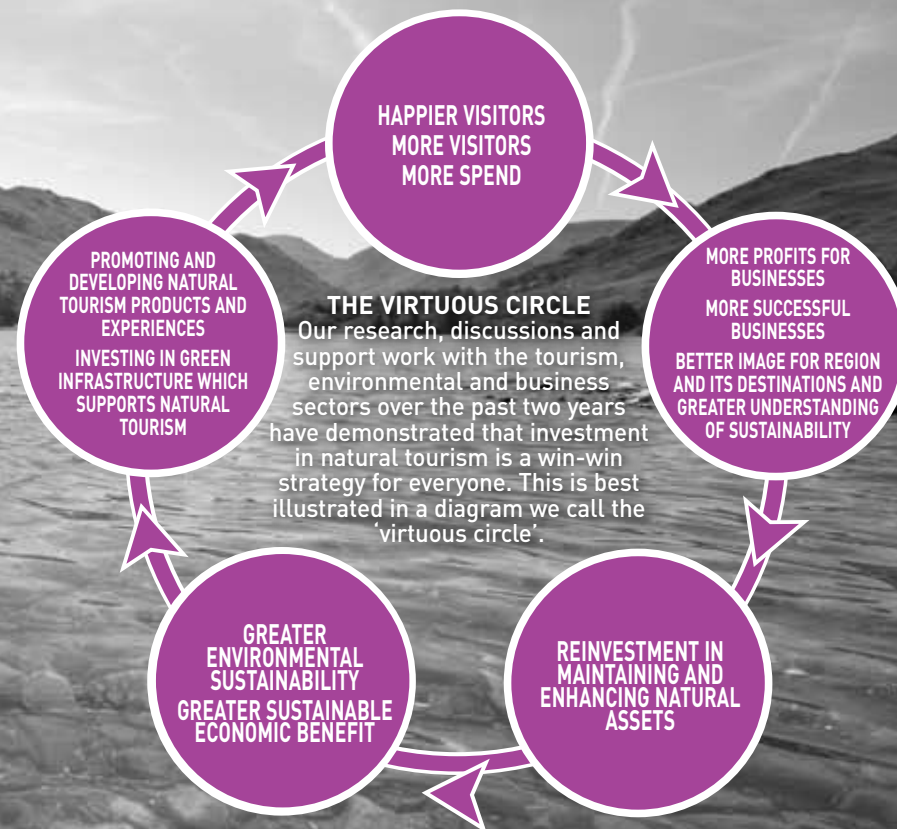 HAPPIER VISITORS
MORE VISITORS
MORE SPEND
MORE PROFITS FOR
BUSINESSES
MORE SUCCESSFUL
BUSINESSES
BETTER IMAGE FOR REGION
AND ITS DESTINATIONS AND
GREATER UNDERSTANDING
OF SUSTAINABILITY
REINVESTMENT IN
MAINTAINING AND
ENHANCING NATURAL
ASSETS
GREATER
ENVIRONMENTAL
SUSTAINABILITY
GREATER SUSTAINABLE
ECONOMIC BENEFIT
PROMOTING AND
DEVELOPING NATURAL
TOURISM PRODUCTS AND
EXPERIENCES
INVESTING IN GREEN
INFRASTRUCTURE WHICH
SUPPORTS NATURAL
TOURISM
THE VIRTUOUS CIRCLE
Our research, discussions and
support work with the tourism,
environmental and business
sectors over the past two years
have demonstrated that investment
in natural tourism is a win-win
strategy for everyone. This is best
illustrated in a diagram we call the
‘virtuous circle’.